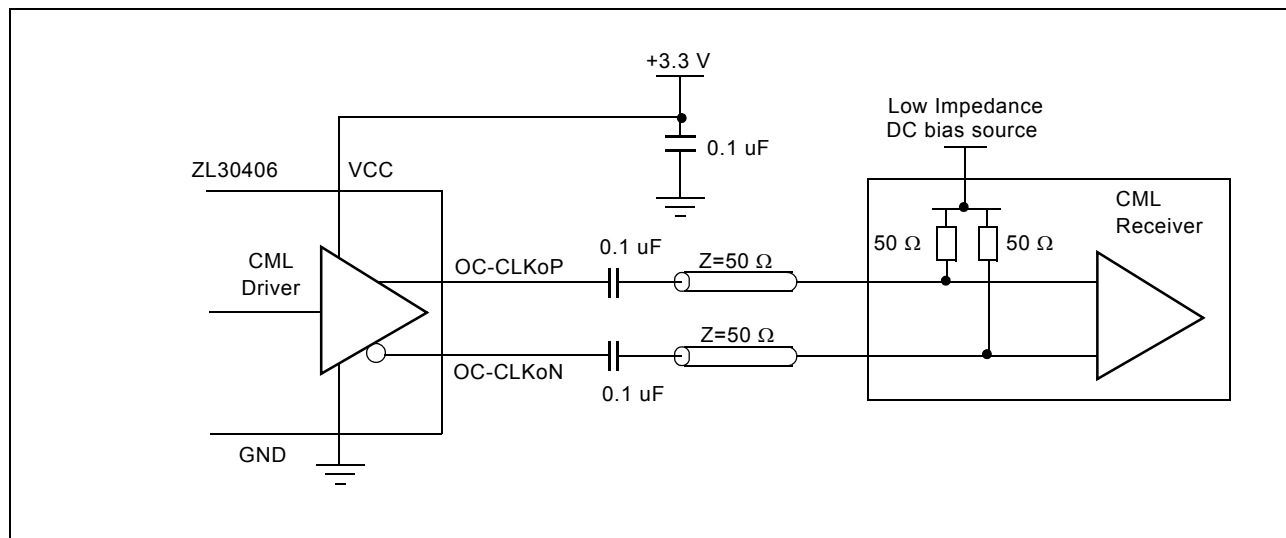 +3.3 V
0.1 uF
Low Impedance
DC bias source
ZL30406
VCC
CML
Receiver
50 Ω
50 Ω
0.1 uF
CML
Driver
OC-CLKoP
Z=50 Ω
Z=50 Ω
OC-CLKoN
0.1 uF
GND